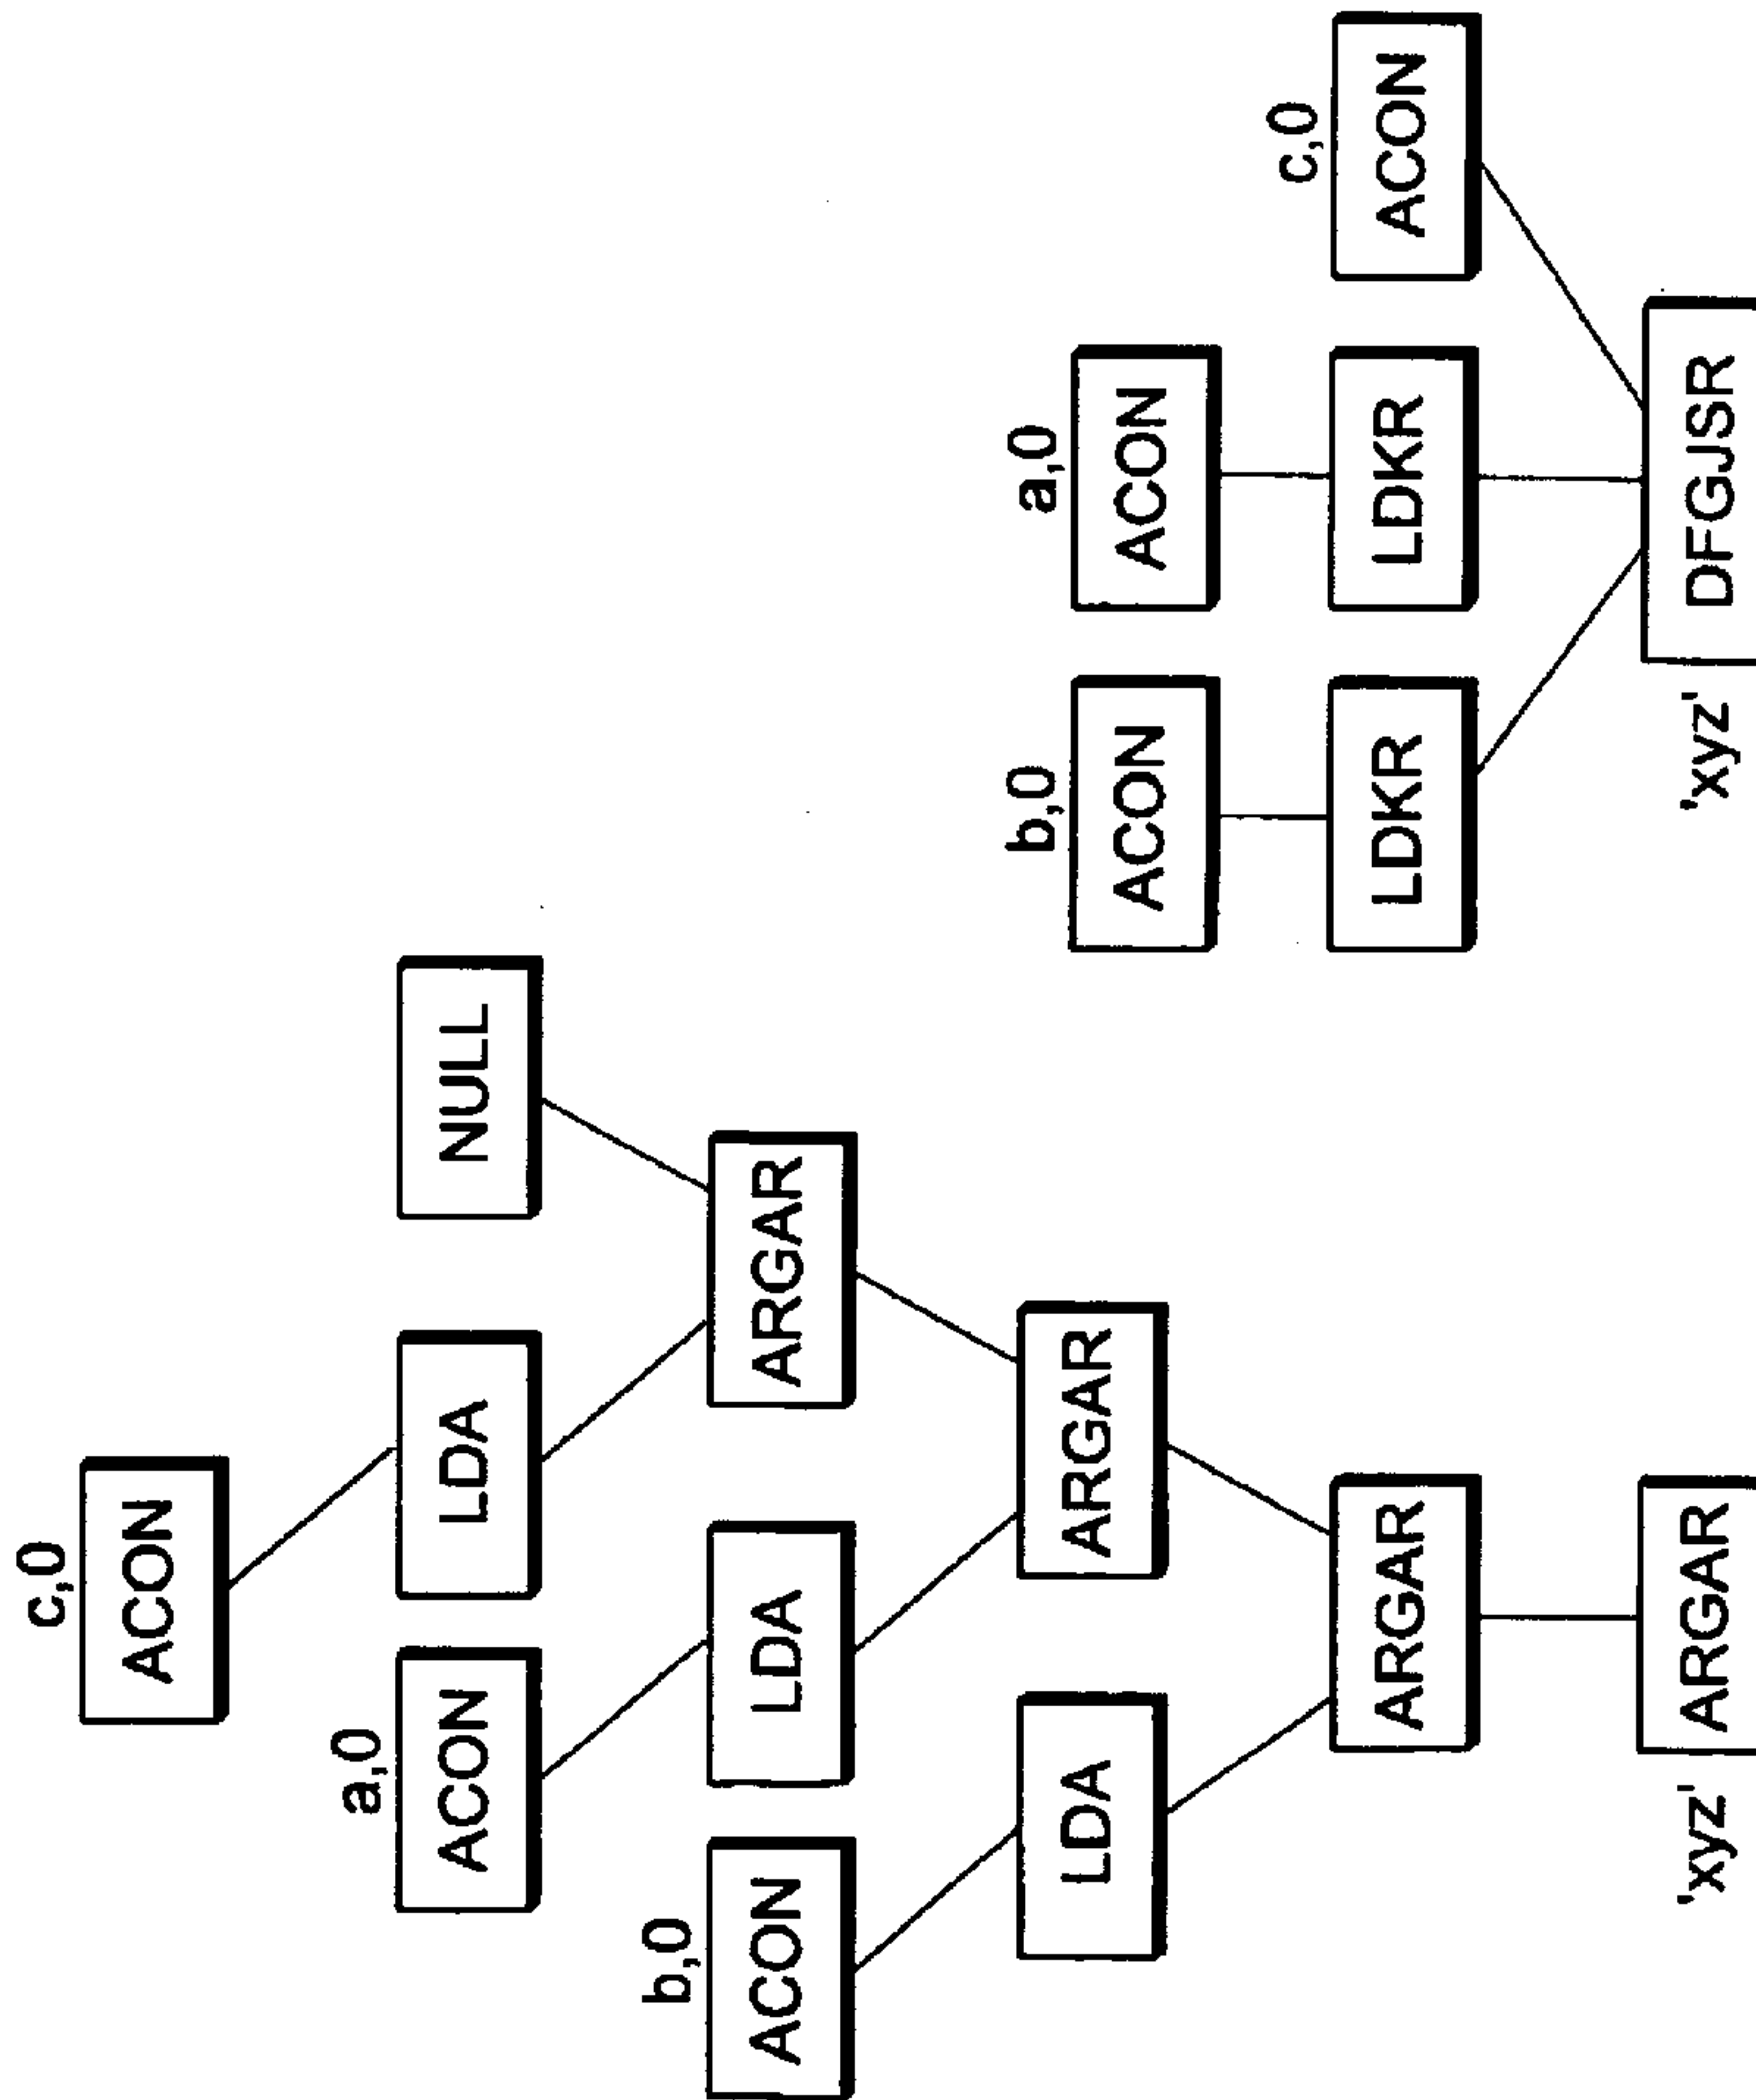 c,0
ACON
a,0
ACON
LDA
NULL
b,0
ACON
LDA
ARGAR
LDA
ARGAR
ARGAR
'xyz'
ARGAR
b,0
a,0
ACON
ACON
c,0
LDKR
LDKR
ACON
'xyz'
DFGJSR